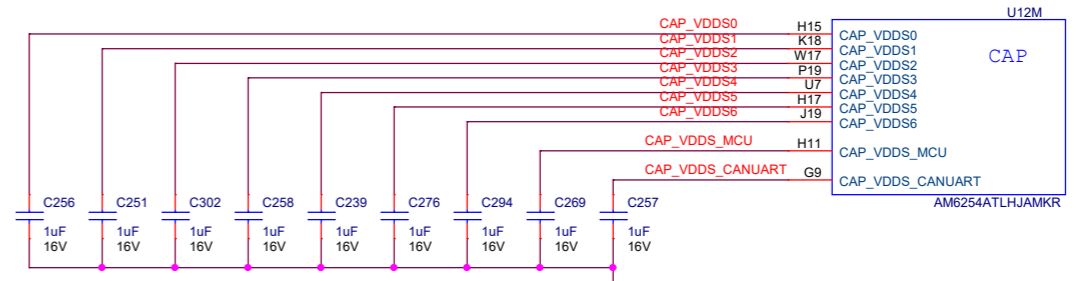 U12M
CAP_VDDS0 H15 CAP_VDDS0
CAP_VDDS1 K18 CAP_VDDS1
CAP_VDDS2 W17 CAP_VDDS2
CAP_VDDS3 P19 CAP_VDDS3
CAP_VDDS4 U7 CAP_VDDS4
CAP_VDDS5 H17 CAP_VDDS5
CAP_VDDS6 J19 CAP_VDDS6
CAP
CAP_VDDS_MCU H11 CAP_VDDS_MCU
CAP_VDDS_CANUART G9 CAP_VDDS_CANUART
AM6254ATLHJAMKR
C256 C251 C302 C258 C239 C276 C294 C269 C257
1uF 1uF 1uF 1uF 1uF 1uF 1uF 1uF 1uF
16V 16V 16V 16V 16V 16V 16V 16V 16V